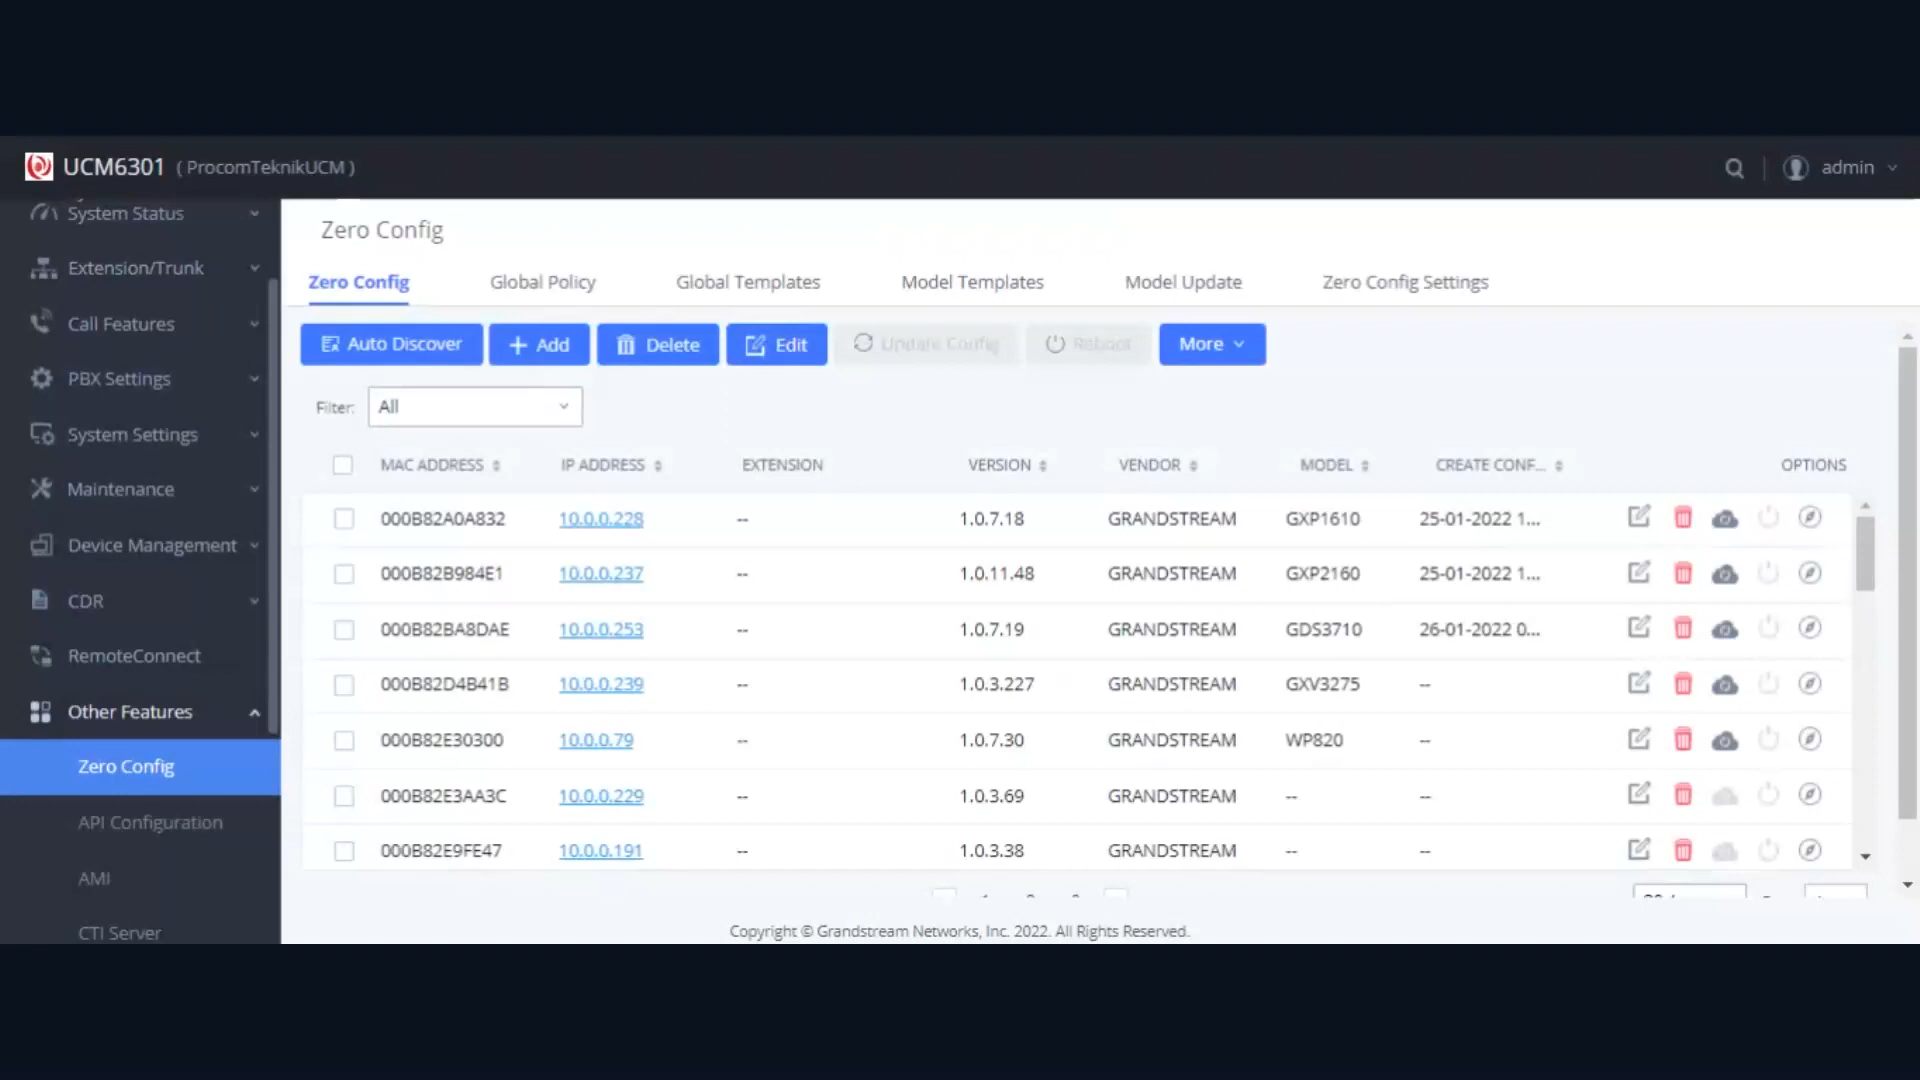 UCM6301 ( ProcomTeknikUCM )
admin
System Status
Extension/Trunk
Call Features
PBX Settings
System Settings
Maintenance
Device Management
CDR
RemoteConnect
Other Features
Zero Config
API Configuration
AMI
CTI Server
Zero Config
Zero Config Global Policy Global Templates Model Templates Model Update Zero Config Settings
Auto Discover + Add Delete Edit Update Config Reboot More
Filter: All
MAC ADDRESS IP ADDRESS EXTENSION VERSION VENDOR MODEL CREATE CONF... OPTIONS
000B82A0A832 10.0.0.228 -- 1.0.7.18 GRANDSTREAM GXP1610 25-01-2022 1...
000B82B984E1 10.0.0.237 -- 1.0.11.48 GRANDSTREAM GXP2160 25-01-2022 1...
000B82BA8DAE 10.0.0.253 -- 1.0.7.19 GRANDSTREAM GDS3710 26-01-2022 0...
000B82D4B41B 10.0.0.239 -- 1.0.3.227 GRANDSTREAM GXV3275 --
000B82E30300 10.0.0.79 -- 1.0.7.30 GRANDSTREAM WP820 --
000B82E3AA3C 10.0.0.229 -- 1.0.3.69 GRANDSTREAM -- --
000B82E9FE47 10.0.0.191 -- 1.0.3.38 GRANDSTREAM -- --
Copyright © Grandstream Networks, Inc. 2022. All Rights Reserved.